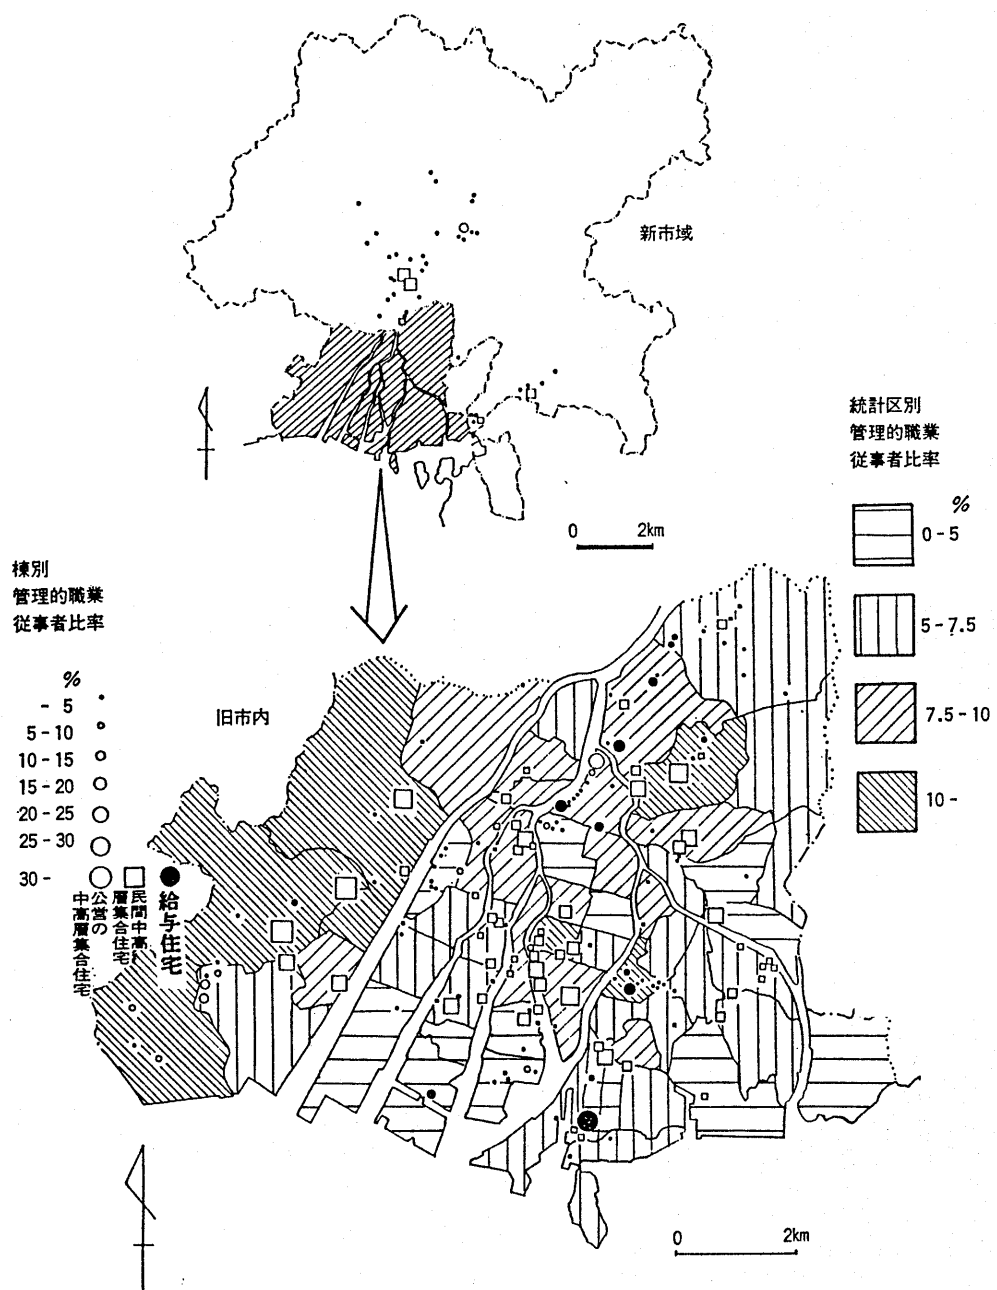 新市域
0 2km
統計区別
管理的職業
従事者比率
%
0-5
5-7.5
7.5-10
10-
棟別
管理的職業
従事者比率
%
- 5
5-10
10-15
15-20
20-25
25-30
30-
給与住宅
民間中高
層集合住宅
公営の
中高層集合住宅
旧市内
0 2km